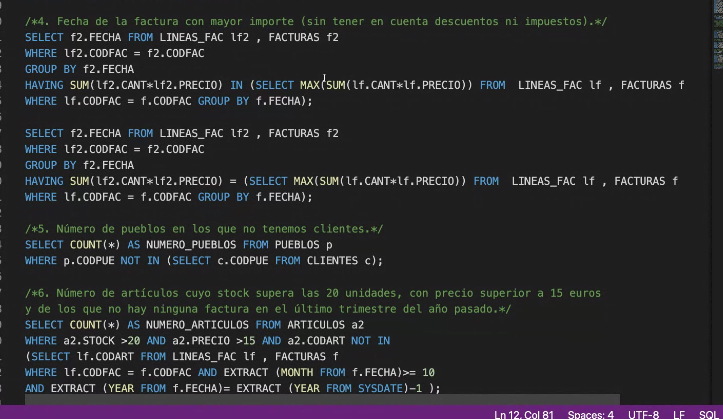 /*4. Fecha de la factura con mayor importe (sin tener en cuenta descuentos ni impuestos).*/
SELECT f2.FECHA FROM LINEAS_FAC lf2 , FACTURAS f2
WHERE lf2.CODFAC = f2.CODFAC
GROUP BY f2.FECHA
HAVING SUM(lf2.CANT*lf2.PRECIO) IN (SELECT MAX(SUM(lf.CANT*lf.PRECIO)) FROM  LINEAS_FAC lf , FACTURAS f
WHERE lf.CODFAC = f.CODFAC GROUP BY f.FECHA);
SELECT f2.FECHA FROM LINEAS_FAC lf2 , FACTURAS f2
WHERE lf2.CODFAC = f2.CODFAC
GROUP BY f2.FECHA
HAVING SUM(lf2.CANT*lf2.PRECIO) = (SELECT MAX(SUM(lf.CANT*lf.PRECIO)) FROM  LINEAS_FAC lf , FACTURAS f
WHERE lf.CODFAC = f.CODFAC GROUP BY f.FECHA);
/*5. Número de pueblos en los que no tenemos clientes.*/
SELECT COUNT(*) AS NUMERO_PUEBLOS FROM PUEBLOS p
WHERE p.CODPUE NOT IN (SELECT c.CODPUE FROM CLIENTES c);
/*6. Número de artículos cuyo stock supera las 20 unidades, con precio superior a 15 euros
y de los que no hay ninguna factura en el último trimestre del año pasado.*/
SELECT COUNT(*) AS NUMERO_ARTICULOS FROM ARTICULOS a2
WHERE a2.STOCK >20 AND a2.PRECIO >15 AND a2.CODART NOT IN
(SELECT lf.CODART FROM LINEAS_FAC lf , FACTURAS f
WHERE lf.CODFAC = f.CODFAC AND EXTRACT (MONTH FROM f.FECHA)>= 10
AND EXTRACT (YEAR FROM f.FECHA)= EXTRACT (YEAR FROM SYSDATE)-1 );
Ln 12, Col 81 Spaces: 4 UTF-8 LF SQL